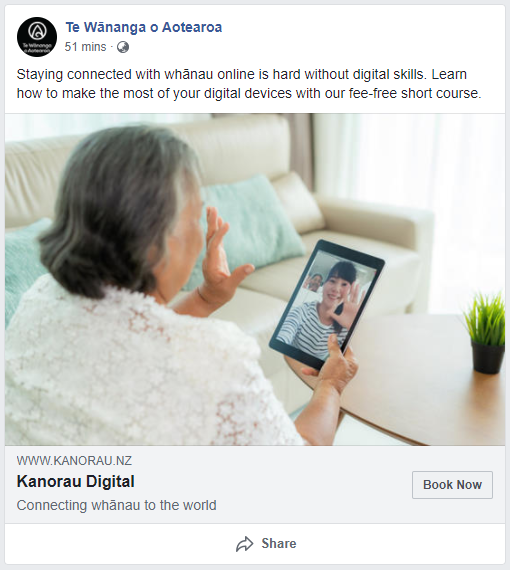 Te Wānanga o Aotearoa
Te Wānanga
o Aotearoa
51 mins ·
Staying connected with whānau online is hard without digital skills. Learn
how to make the most of your digital devices with our fee-free short course.
WWW.KANORAU.NZ
Kanorau Digital
Connecting whānau to the world
Book Now
Share